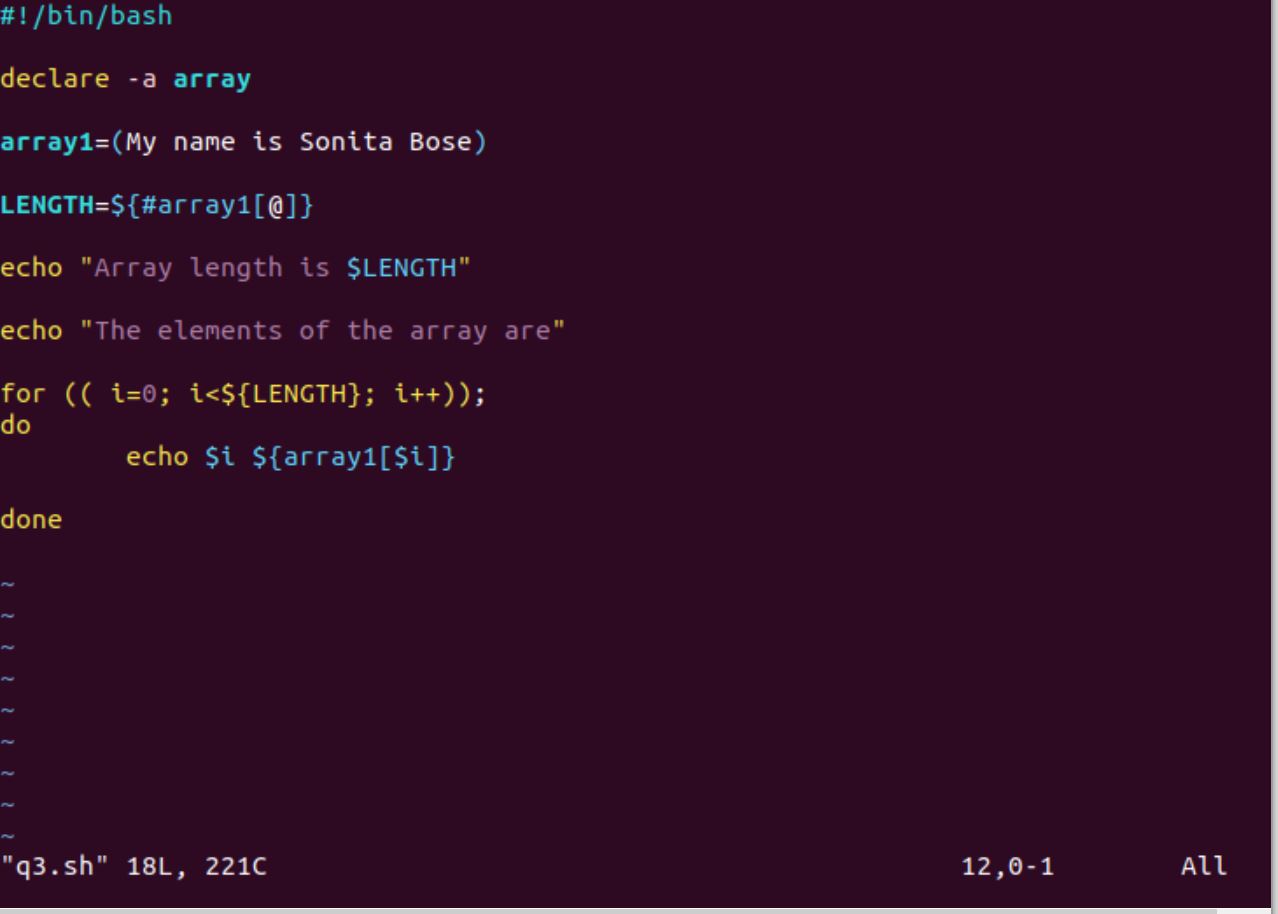 #!/bin/bash
declare -a array
array1=(My name is Sonita Bose)
LENGTH=${#array1[@]}
echo "Array length is $LENGTH"
echo "The elements of the array are"
for (( i=0; i<${LENGTH}; i++));
do
        echo $i ${array1[$i]}
done
~
~
~
~
~
~
~
~
~
"q3.sh" 18L, 221C                                            12,0-1        All